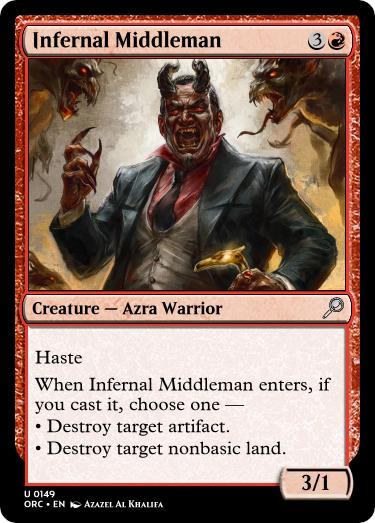 Infernal Middleman 3
Creature — Azra Warrior
Haste
When Infernal Middleman enters, if
you cast it, choose one —
• Destroy target artifact.
• Destroy target nonbasic land.
3/1
U 0149
ORC • EN Azazel Al Khalifa